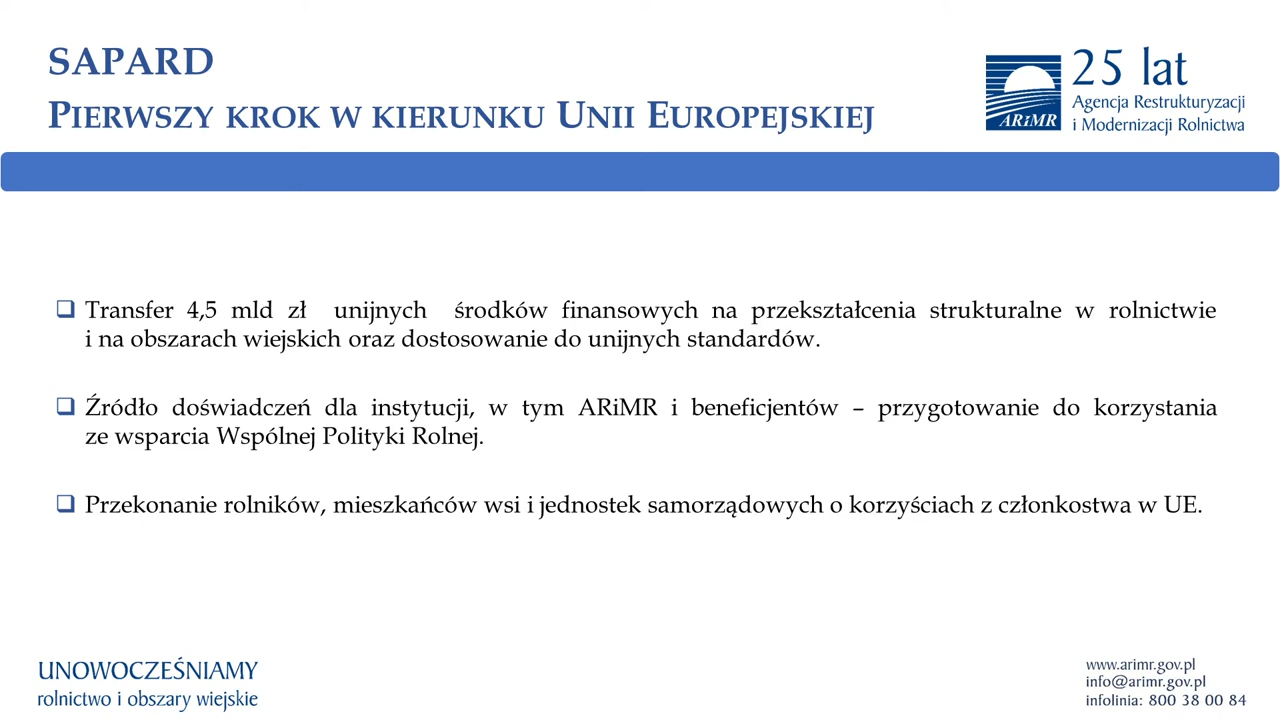 SAPARD
PIERWSZY KROK W KIERUNKU UNII EUROPEJSKIEJ
ARiMR
25 lat
Agencja Restrukturyzacji
i Modernizacji Rolnictwa
Transfer 4,5 mld zł unijnych środków finansowych na przekształcenia strukturalne w rolnictwie
i na obszarach wiejskich oraz dostosowanie do unijnych standardów.
Źródło doświadczeń dla instytucji, w tym ARiMR i beneficjentów – przygotowanie do korzystania
ze wsparcia Wspólnej Polityki Rolnej.
Przekonanie rolników, mieszkańców wsi i jednostek samorządowych o korzyściach z członkostwa w UE.
UNOWOCZEŚNIAMY
rolnictwo i obszary wiejskie
www.arimr.gov.pl
info@arimr.gov.pl
infolinia: 800 38 00 84